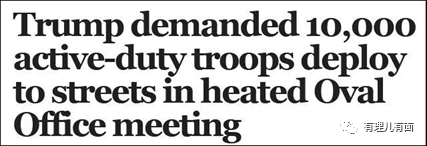 Trump demanded 10,000
active-duty troops deploy
to streets in heated Oval
Office meeting
有理儿有面